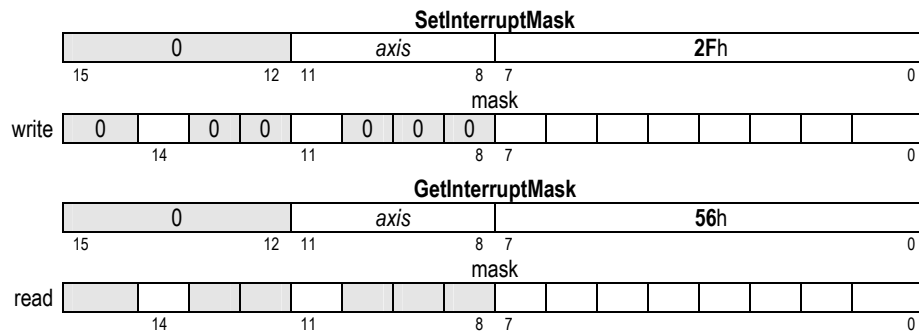 SetInterruptMask
0 axis 2Fh
15 12 11 8 7 0
mask
write 0 0 0 0 0 0
14 11 8 7 0
GetInterruptMask
0 axis 56h
15 12 11 8 7 0
mask
read
14 11 8 7 0